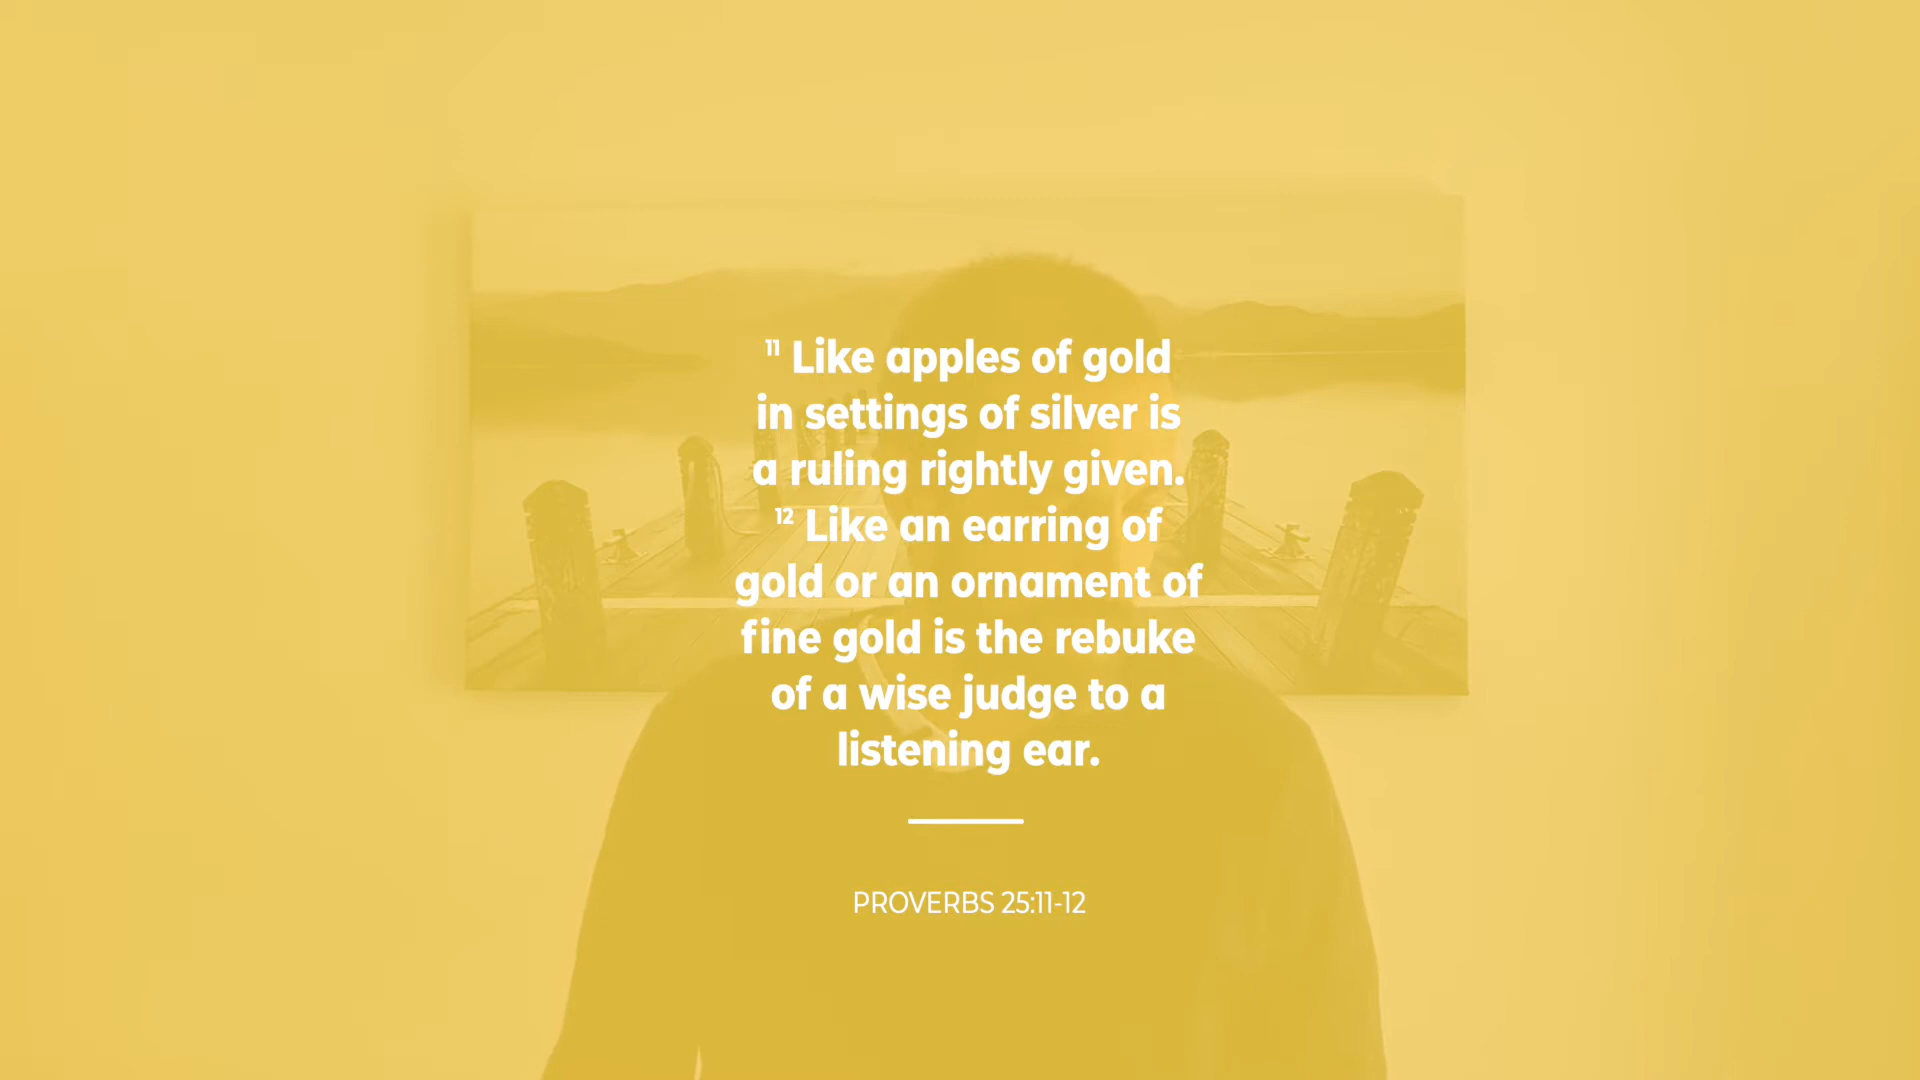 ¹¹ Like apples of gold
in settings of silver is
a ruling rightly given.
¹² Like an earring of
gold or an ornament of
fine gold is the rebuke
of a wise judge to a
listening ear.
PROVERBS 25:11-12